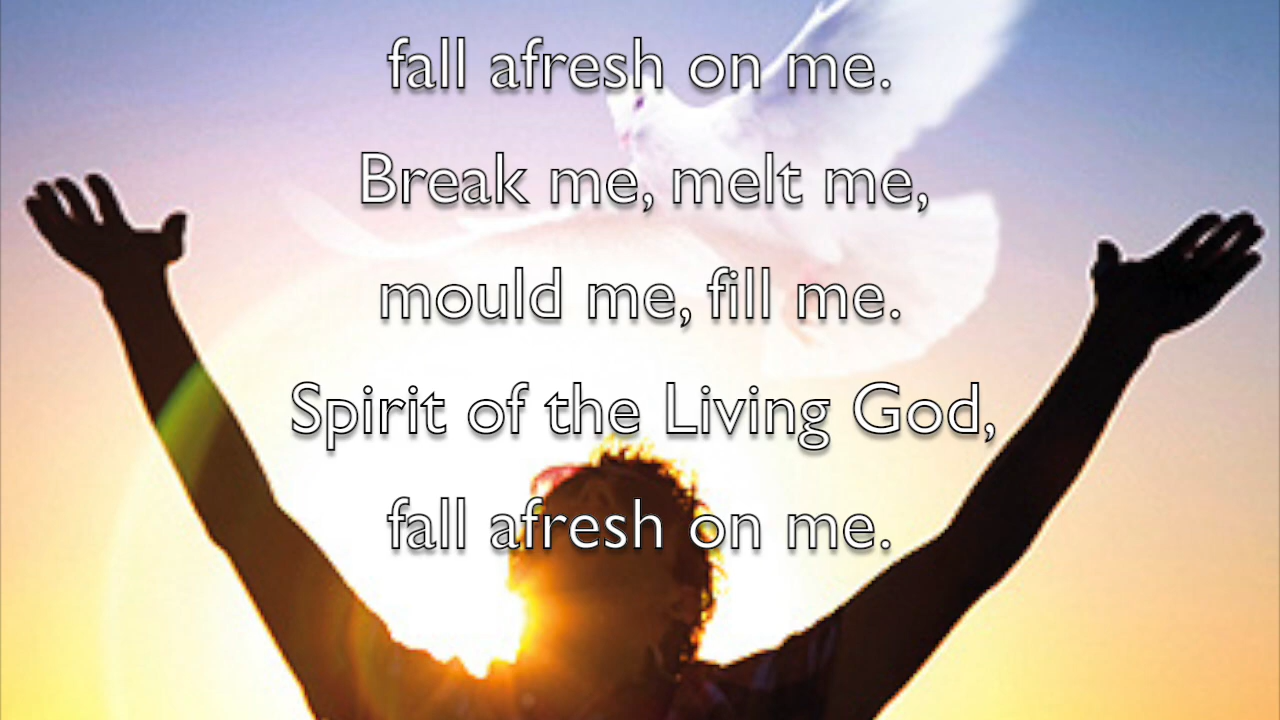 fall afresh on me.
Break me, melt me,
mould me, fill me.
Spirit of the Living God,
fall afresh on me.